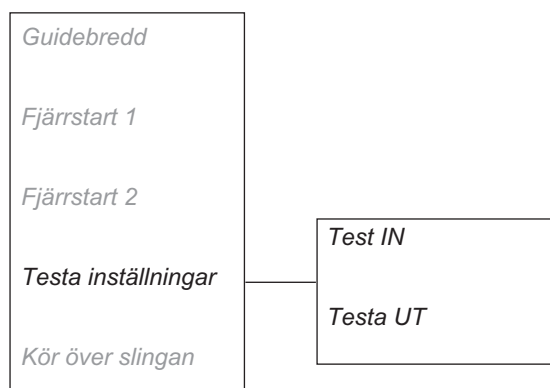 Guidebredd
Fjärrstart 1
Fjärrstart 2
Testa inställningar
Kör över slingan
Test IN
Testa UT